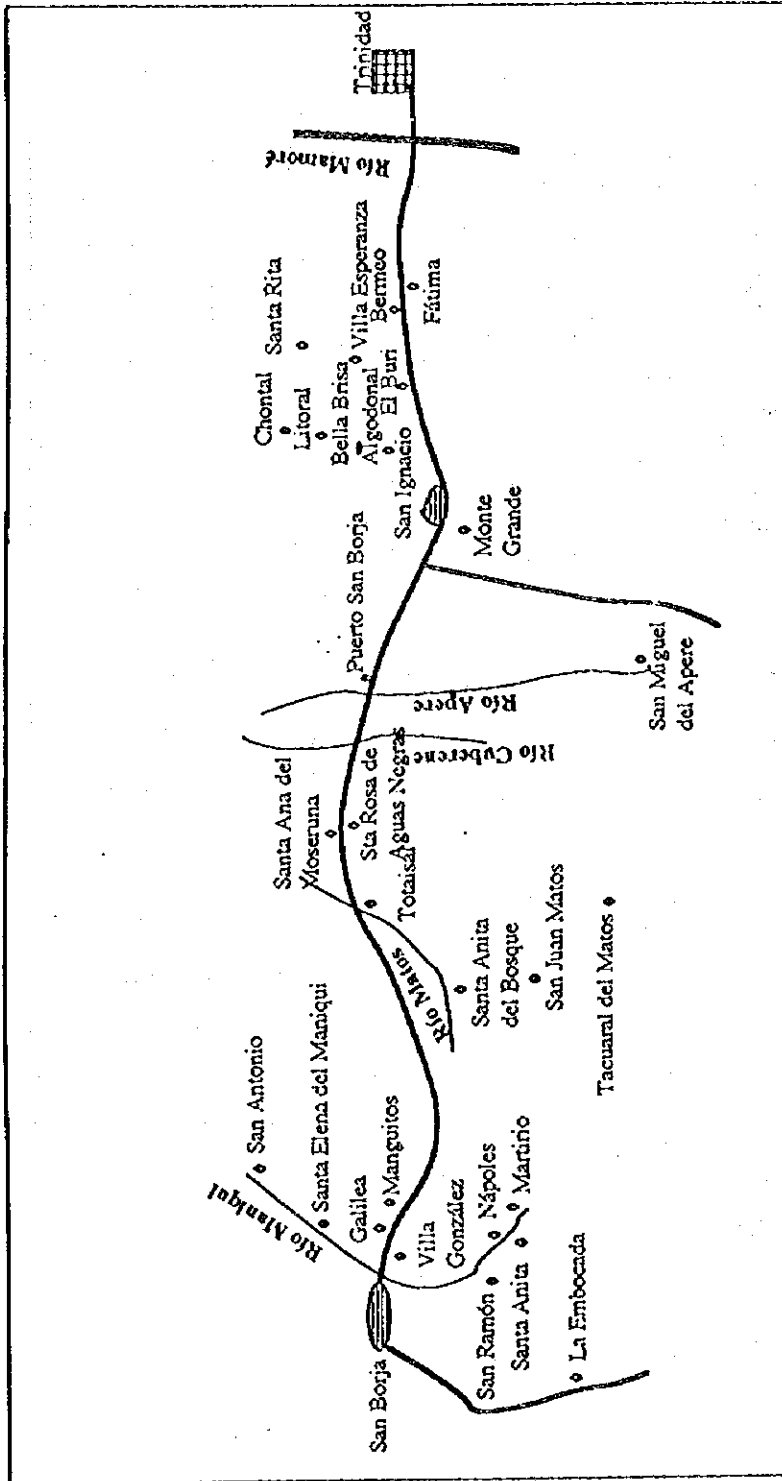 Trinidad
Río Mamoré
Santa Rita
Chontal
Litoral
Villa Esperanza
Bella Brisa
Bermeo
Algodonal
El Buri
Fátima
San Ignacio
Monte
Grande
Puerto San Borja
Río Apere
San Miguel
del Apere
Río Cuberene
Santa Ana del
Moseruna
Sta Rosa de
Aguas Negras
Totaisal
Río Matos
Santa Anita
del Bosque
San Juan Matos
Tacuaral del Matos
San Antonio
Santa Elena del Maniqui
Río Maniqui
Galilea
Manguitos
Villa
González
Nápoles
Martirio
San Borja
San Ramón
Santa Anita
La Embocada